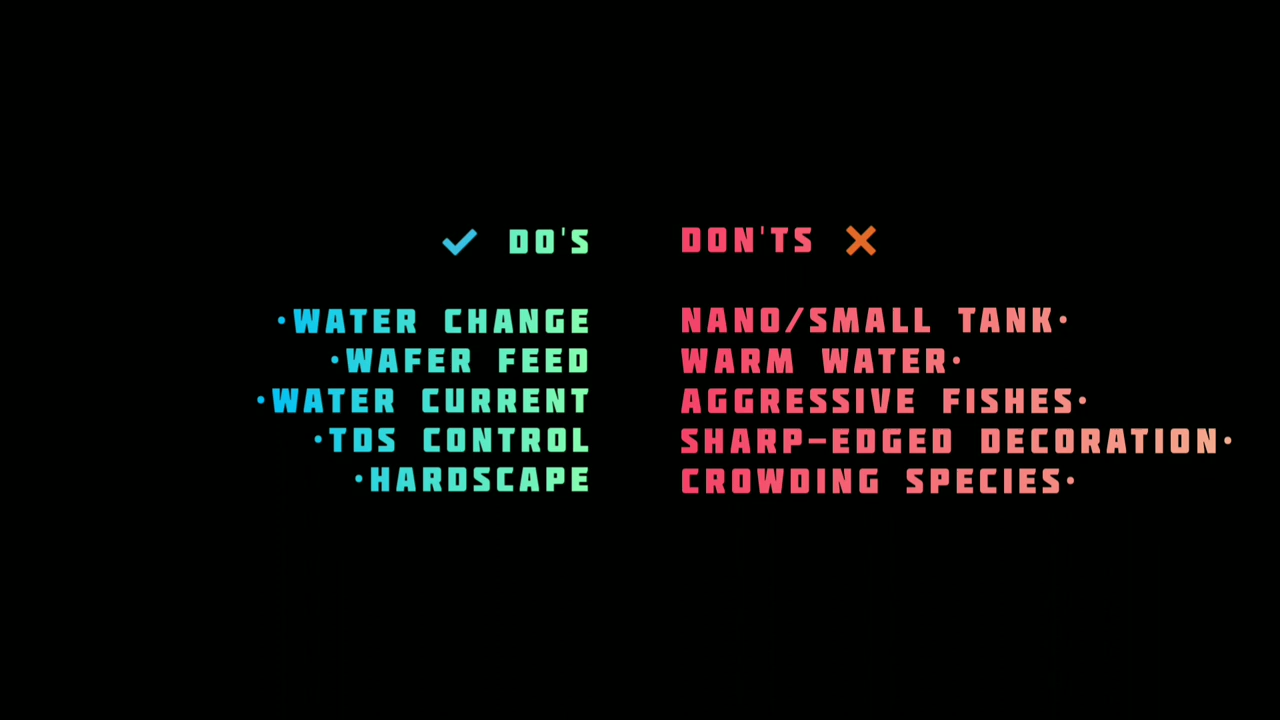 ✔ DO'S
·WATER CHANGE
·WAFER FEED
·WATER CURRENT
·TDS CONTROL
·HARDSCAPE
DON'TS ✖
NANO/SMALL TANK·
WARM WATER·
AGGRESSIVE FISHES·
SHARP-EDGED DECORATION·
CROWDING SPECIES·